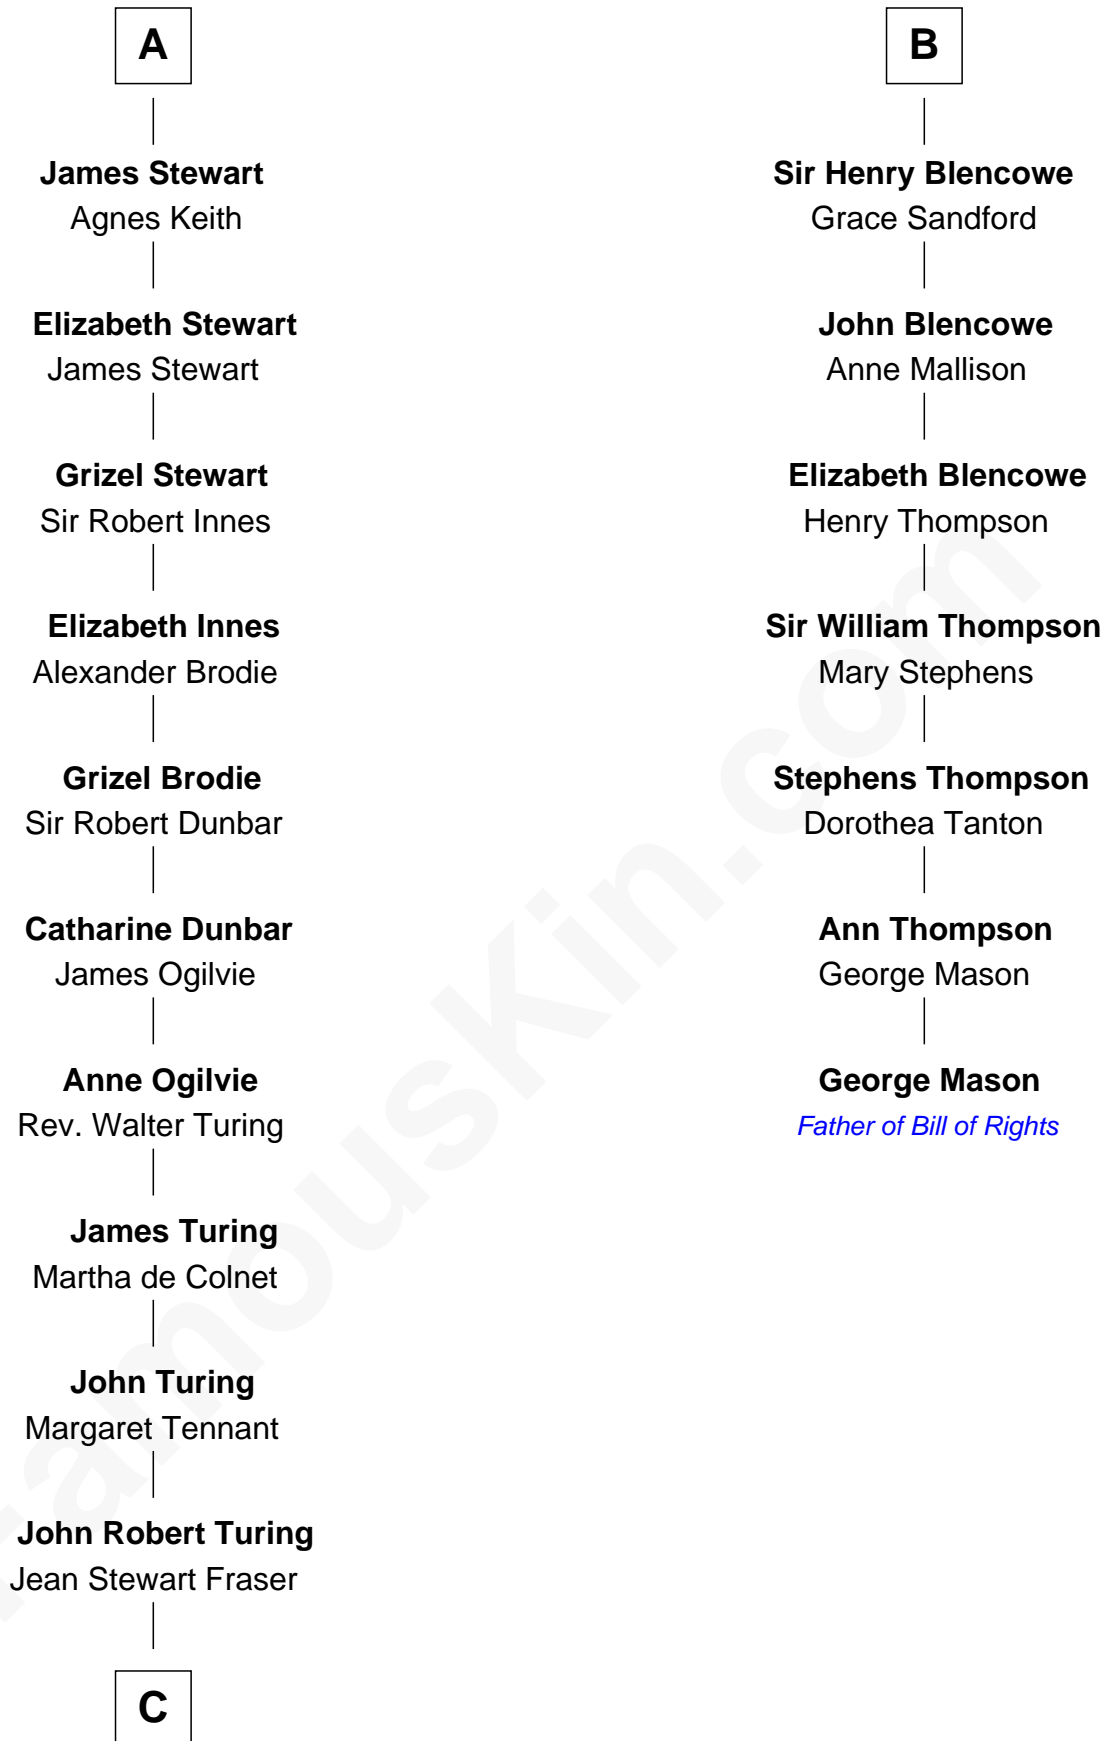 A
James Stewart
Agnes Keith
Elizabeth Stewart
James Stewart
Grizel Stewart
Sir Robert Innes
Elizabeth Innes
Alexander Brodie
Grizel Brodie
Sir Robert Dunbar
Catharine Dunbar
James Ogilvie
Anne Ogilvie
Rev. Walter Turing
James Turing
Martha de Colnet
John Turing
Margaret Tennant
John Robert Turing
Jean Stewart Fraser
C
B
Sir Henry Blencowe
Grace Sandford
John Blencowe
Anne Mallison
Elizabeth Blencowe
Henry Thompson
Sir William Thompson
Mary Stephens
Stephens Thompson
Dorothea Tanton
Ann Thompson
George Mason
George Mason
Father of Bill of Rights
FamousKin.com